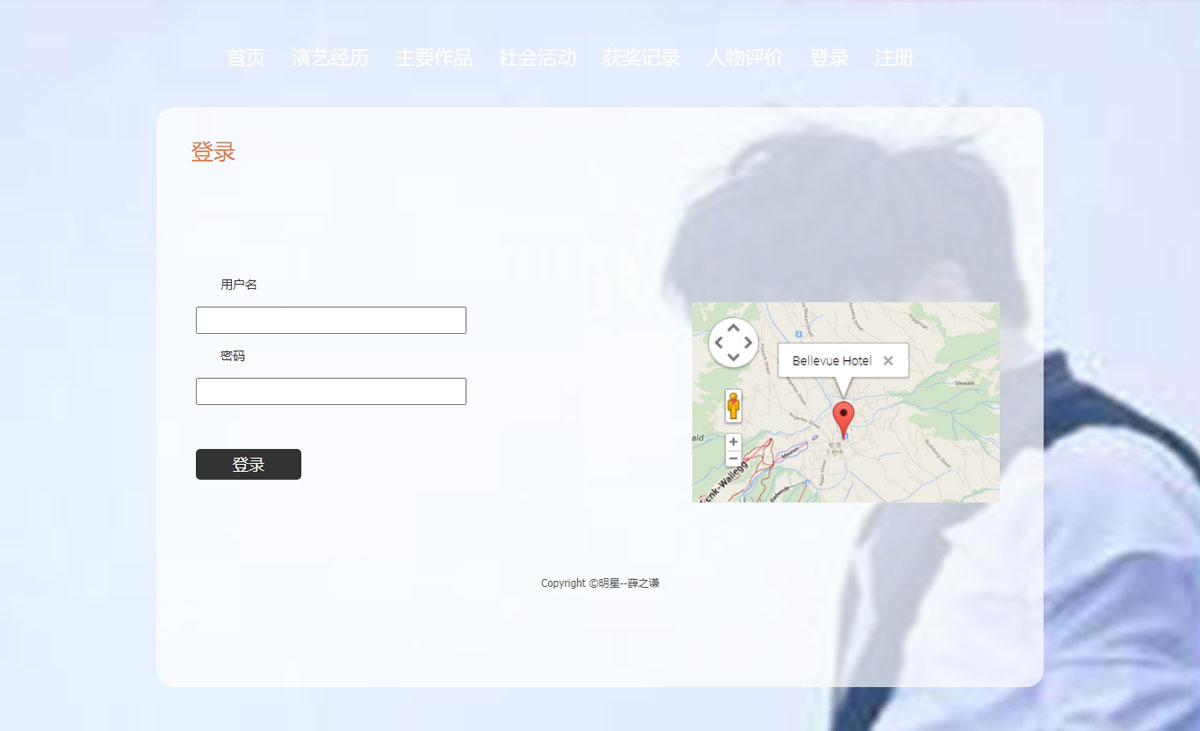 首页 演艺经历 主要作品 社会活动 获奖记录 人物评价 登录 注册
登录
用户名
密码
登录
Bellevue Hotel
Copyright ©明星--薛之谦